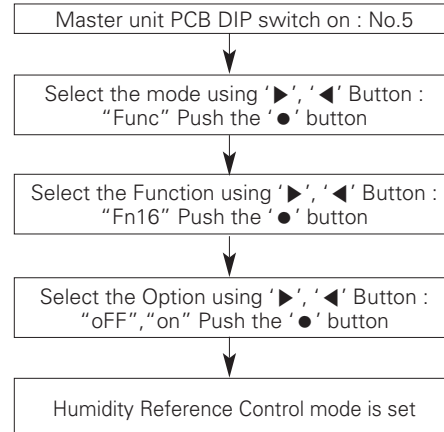 Master unit PCB DIP switch on : No.5
Select the mode using ‘▶’, ‘◀’ Button :
“Func” Push the ‘●’ button
Select the Function using ‘▶’, ‘◀’ Button :
“Fn16” Push the ‘●’ button
Select the Option using ‘▶’, ‘◀’ Button :
“oFF”,“on” Push the ‘●’ button
Humidity Reference Control mode is set